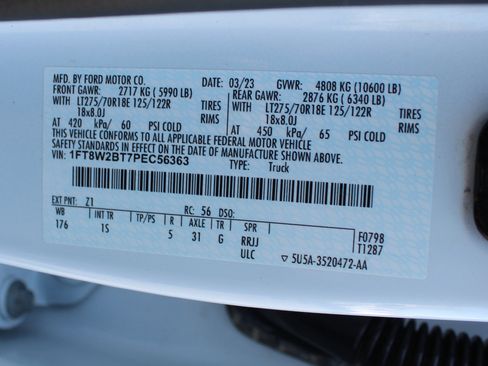 MFD. BY FORD MOTOR CO.
DATE: 03/23 GVWR: 4808 KG (10600 LB)
FRONT GAWR: 2717 KG (5990 LB) REAR GAWR: 2876 KG (6340 LB)
WITH LT275/70R18E 125/122R TIRES WITH LT275/70R18E 125/122R TIRES
18x8.0J RIMS 18x8.0J RIMS
AT 420 kPa/ 60 PSI COLD AT 450 kPa/ 65 PSI COLD
THIS VEHICLE CONFORMS TO ALL APPLICABLE FEDERAL MOTOR VEHICLE
SAFETY STANDARDS IN EFFECT ON THE DATE OF MANUFACTURE SHOWN ABOVE.
1FT8W2BT7PEC56363 TYPE: Truck
EXT PNT: Z1 RC: 56 DSO:
WB INT TR TP/PS R AXLE TR SPR F0798
176 1S 5 31 G RRJJ T1287
ULC ▽ 5U5A-3520472-AA